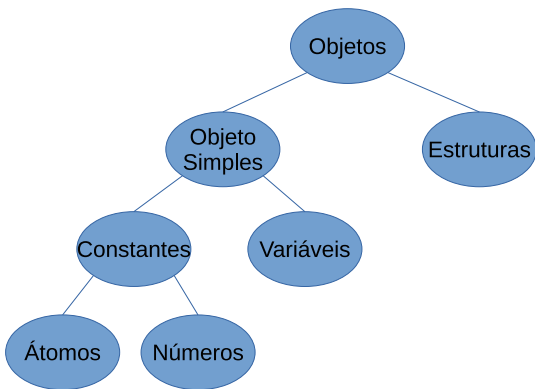 Objetos
Objeto
Simples
Estruturas
Constantes
Variáveis
Átomos
Números